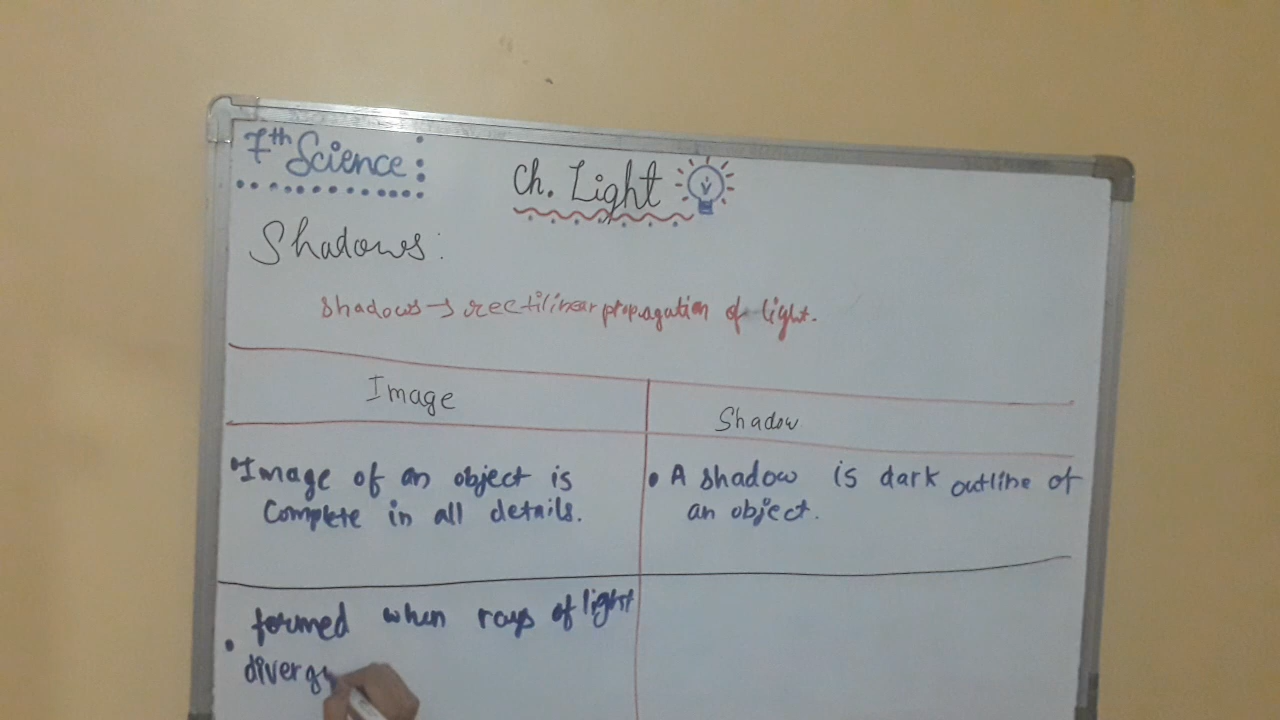 7th Science:
Ch. Light
Shadows:
Shadows → rectilinear propagation of light.
Image
Shadow
• Image of an object is
Complete in all details.
• A shadow is dark outline of
an object.
• formed when rays of light